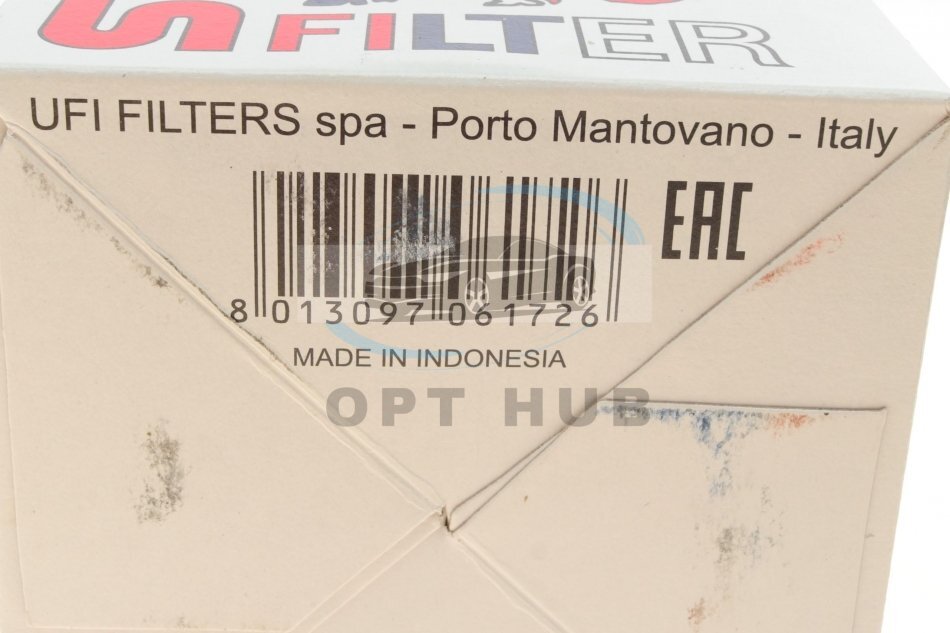 FILTER
UFI FILTERS spa - Porto Mantovano - Italy
EAC
8 013097 061726
MADE IN INDONESIA
OPT HUB